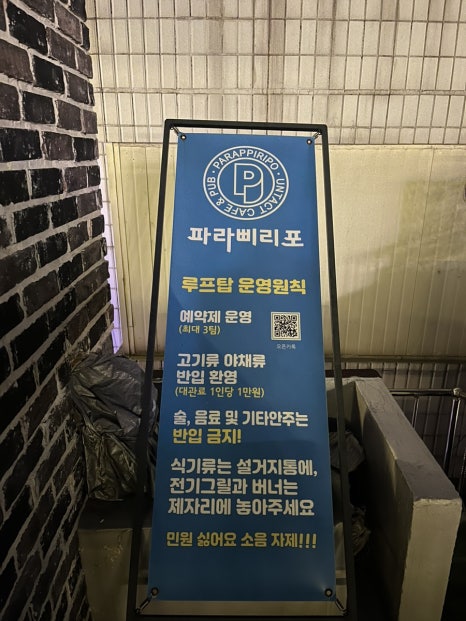 PARAPPIRIPO · UNTACT CAFE & PUB ·
P
파라삐리포
루프탑 운영원칙
예약제 운영
(최대 3팀)
오픈카톡
고기류 야채류
반입 환영
(대관료 1인당 1만원)
술, 음료 및 기타안주는
반입 금지!
식기류는 설거지통에,
전기그릴과 버너는
제자리에 놓아주세요
민원 싫어요 소음 자제!!!